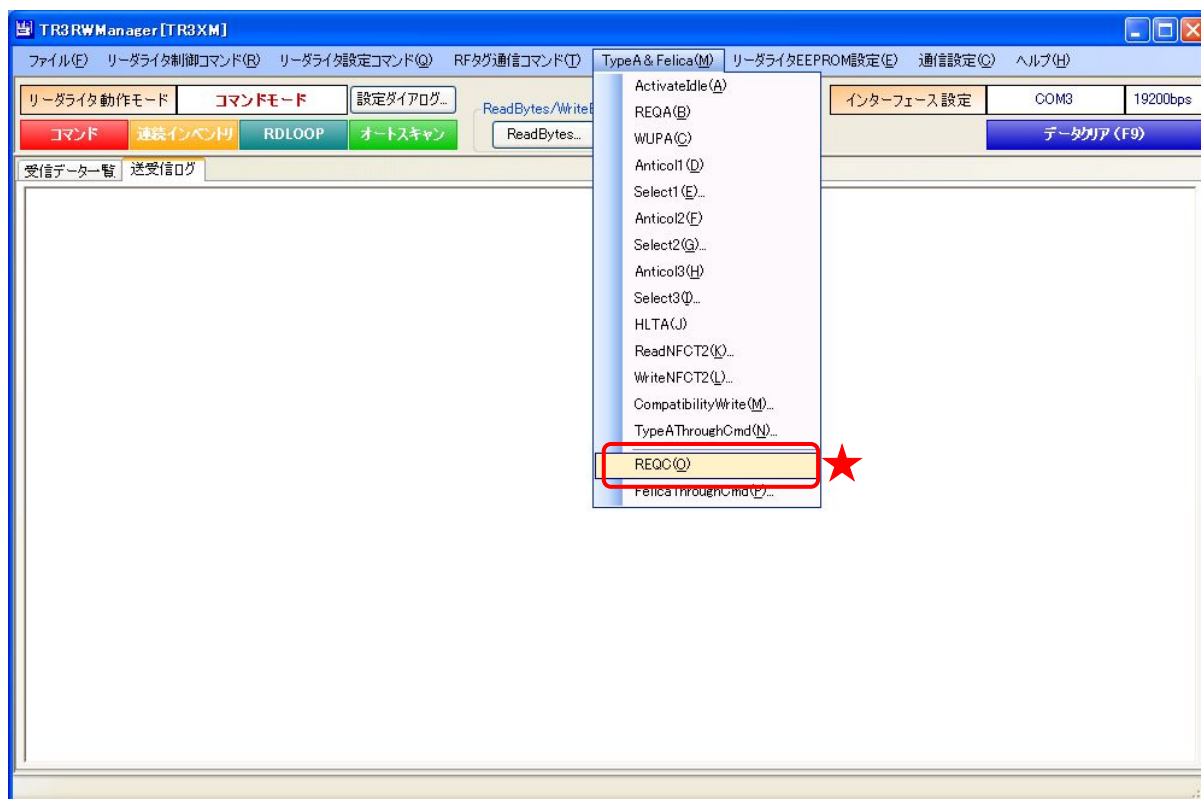 TR3RWManager[TR3XM]
ファイル(F) リーダライタ制御コマンド(R) リーダライタ設定コマンド(Q) RFタグ通信コマンド(T) TypeA&Felica(M) リーダライタEEPROM設定(E) 通信設定(C) ヘルプ(H)
リーダライタ動作モード コマンドモード 設定ダイアログ... ReadBytes/Write インターフェース設定 COM3 19200bps
コマンド 連続インベントリ RDLOOP オートスキャン ReadBytes... データクリア(F9)
受信データ一覧 送受信ログ
ActivateIdle(A)
REQA(B)
WUPA(C)
Anticol1(D)
Select1(E)...
Anticol2(F)
Select2(G)...
Anticol3(H)
Select3(I)...
HLTA(J)
ReadNFCT2(K)...
WriteNFCT2(L)...
CompatibilityWrite(M)...
TypeAThroughCmd(N)...
REQC(O)
FelicaThroughCmd(P)...